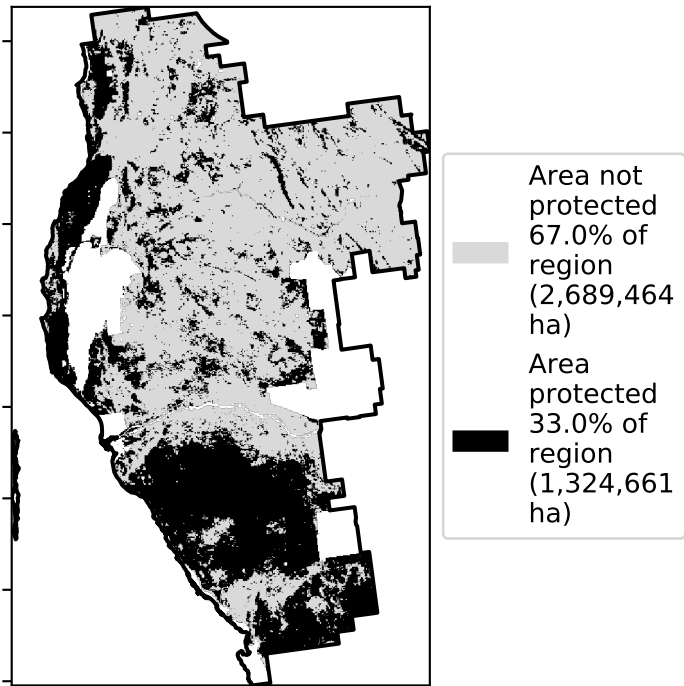 Area not
protected
67.0% of
region
(2,689,464
ha)
Area
protected
33.0% of
region
(1,324,661
ha)